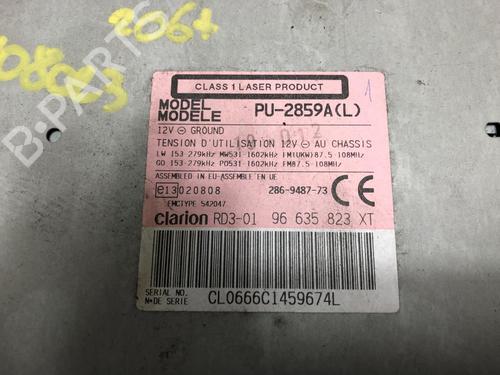 206+
B-PARTS
CLASS 1 LASER PRODUCT
MODEL
MODELE
PU-2859A(L)
1
12V ⊖ GROUND
TENSION D'UTILISATION 12V ⊖ AU CHASSIS
LW 153-279kHz MW531-1602kHz FM(UKW)87.5-108MHz
GO 153-279kHz PO531-1602kHz FM87.5-108MHz
ASSEMBLED IN EU-ASSEMBLE EN UE
e13 020808
286-9487-73
CE
EMCTYPE 542047
clarion RD3-01 96 635 823 XT
SERIAL NO.
N° DE SERIE
CL0666C1459674L